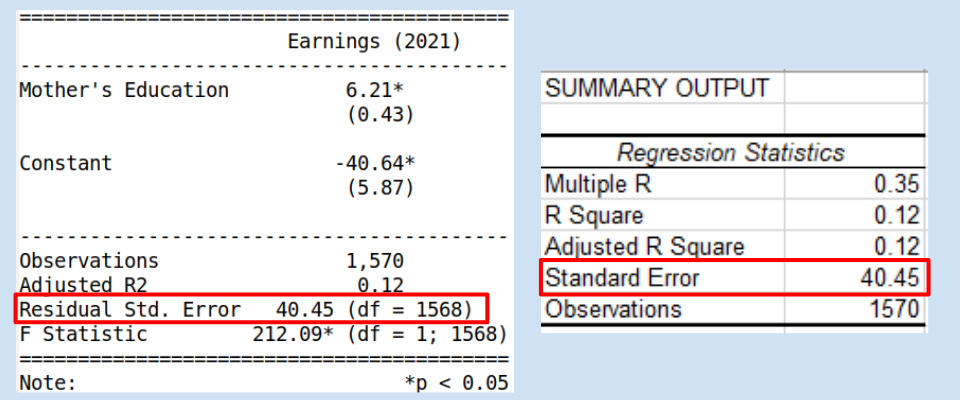 ==========================================
Earnings (2021)
------------------------------------------
Mother's Education 6.21*
(0.43)
Constant -40.64*
(5.87)
------------------------------------------
Observations 1,570
Adjusted R2 0.12
Residual Std. Error 40.45 (df = 1568)
F Statistic 212.09* (df = 1; 1568)
==========================================
Note: *p < 0.05
SUMMARY OUTPUT
Regression Statistics
Multiple R 0.35
R Square 0.12
Adjusted R Square 0.12
Standard Error 40.45
Observations 1570